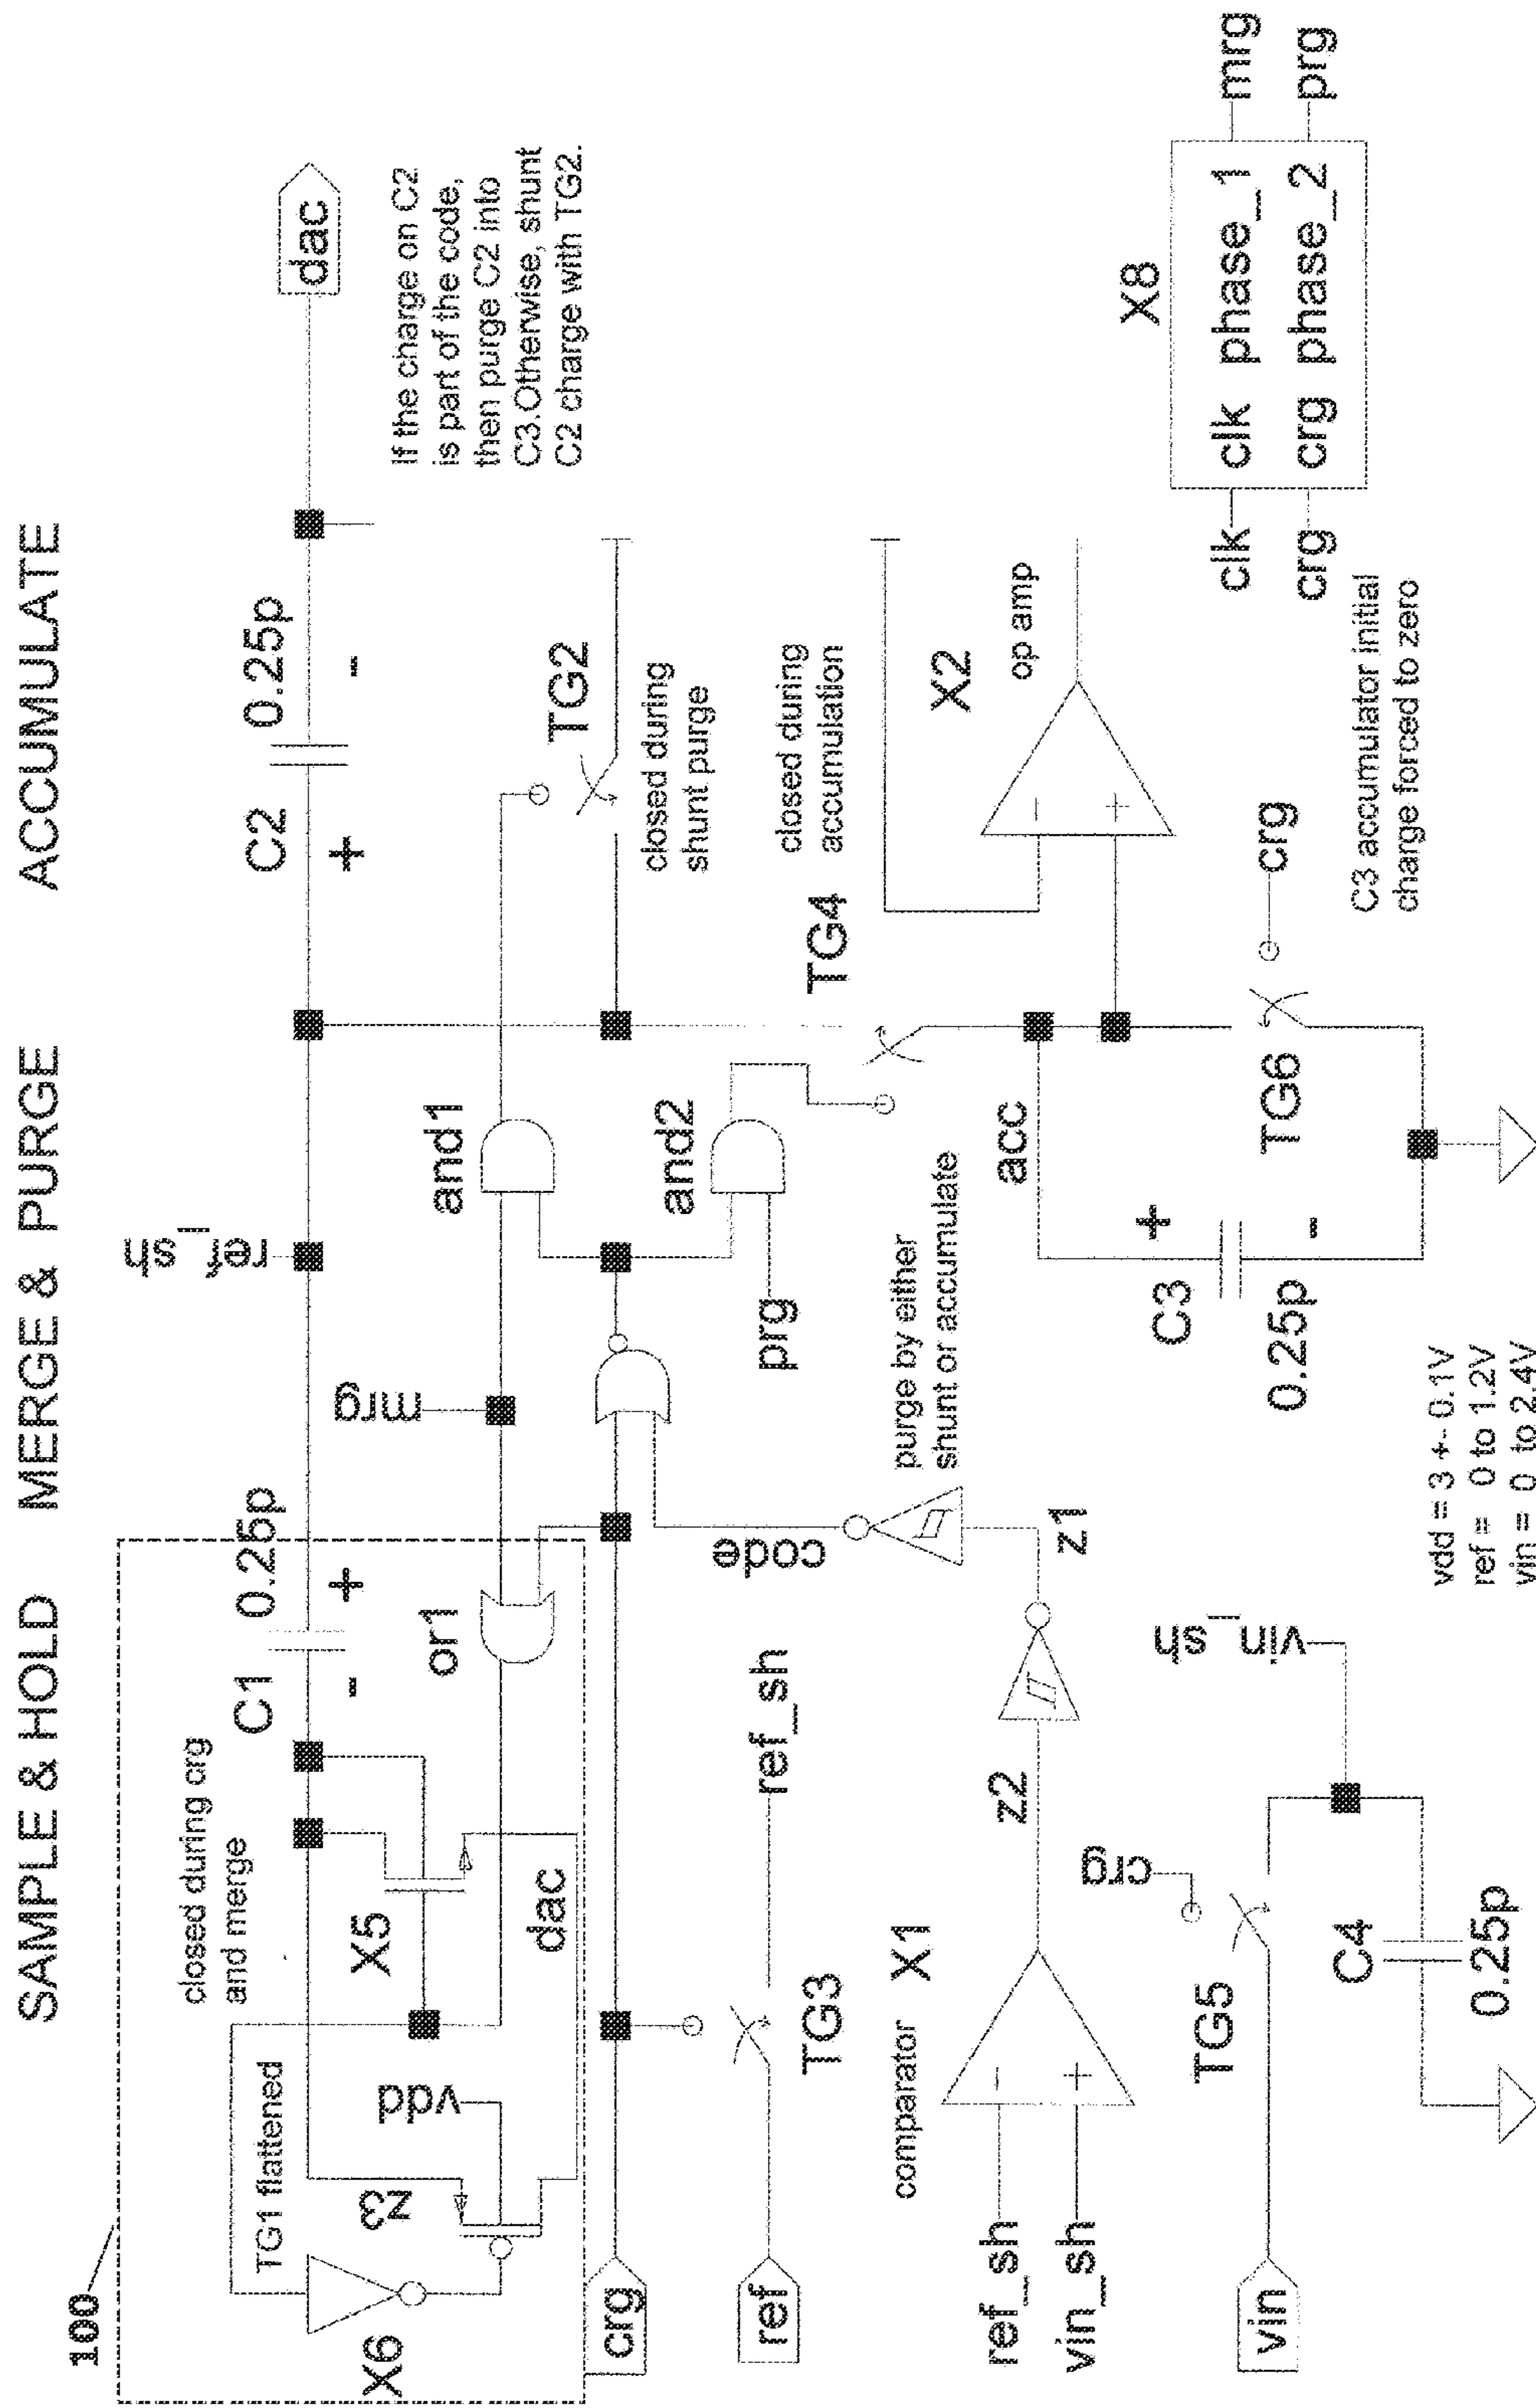 SAMPLE & HOLD
MERGE & PURGE
ACCUMULATE
100
closed during crg
and merge
TG1 flattened
X6
z3
vdd
X5
dac
C1
0.25p
-
+
or1
ref_sh
mrg
C2
0.25p
+
-
dac
If the charge on C2
is part of the code,
then purge C2 into
C3.Otherwise, shunt
C2 charge with TG2.
and1
TG2
closed during
shunt purge
crg
ref
TG3
ref_sh
code
and2
prg
purge by either
shunt or accumulate
TG4
closed during
accumulation
comparator
X1
ref_sh
vin_sh
-
+
z2
z1
acc
X2
op amp
-
+
vin
TG5
crg
vin_sh
C4
0.25p
C3
0.25p
+
-
TG6
crg
C3 accumulator initial
charge forced to zero
vdd = 3 +- 0.1V
ref = 0 to 1.2V
vin = 0 to 2.4V
X8
clk clk phase_1 mrg
crg crg phase_2 prg